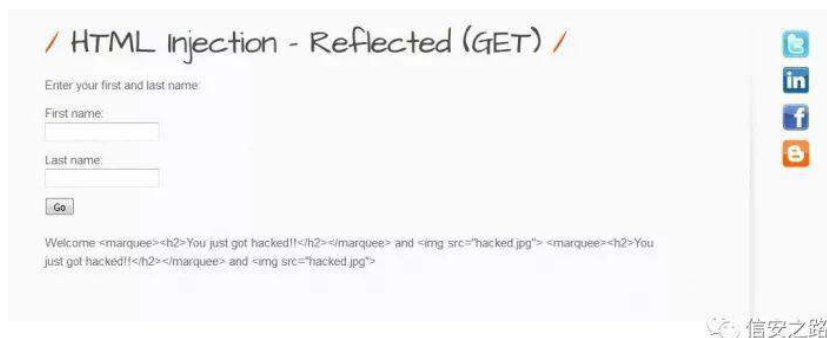 / HTML Injection - Reflected (GET) /
Enter your first and last name:
First name:
Last name:
Go
Welcome <marquee><h2>You just got hacked!!</h2></marquee> and <img src="hacked.jpg"> <marquee><h2>You
just got hacked!!</h2></marquee> and <img src="hacked.jpg">
信安之路